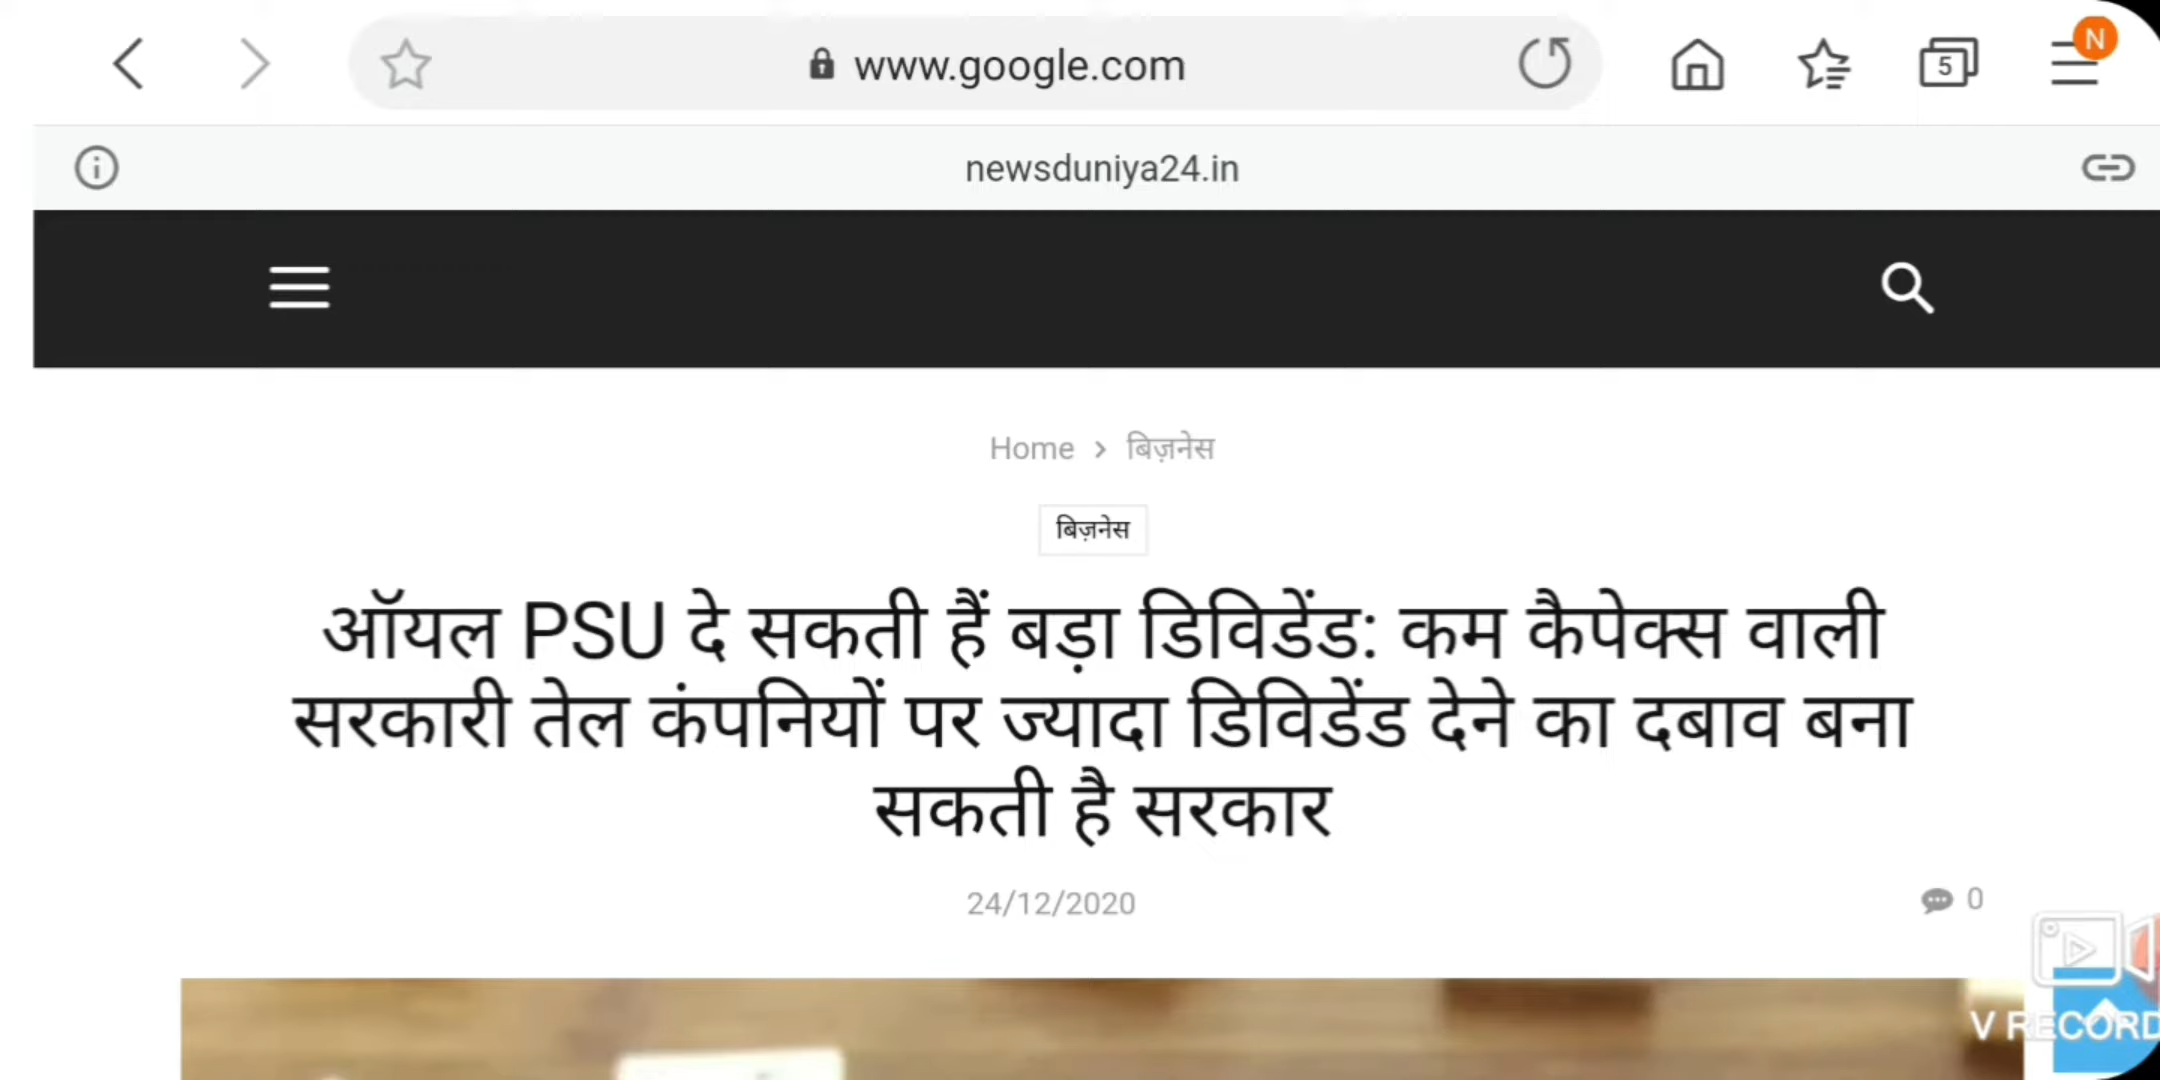 www.google.com
5
N
newsduniya24.in
Home > बिज़नेस
बिज़नेस
ऑयल PSU दे सकती हैं बड़ा डिविडेंड: कम कैपेक्स वाली
सरकारी तेल कंपनियों पर ज्यादा डिविडेंड देने का दबाव बना
सकती है सरकार
24/12/2020
0
V RECORD